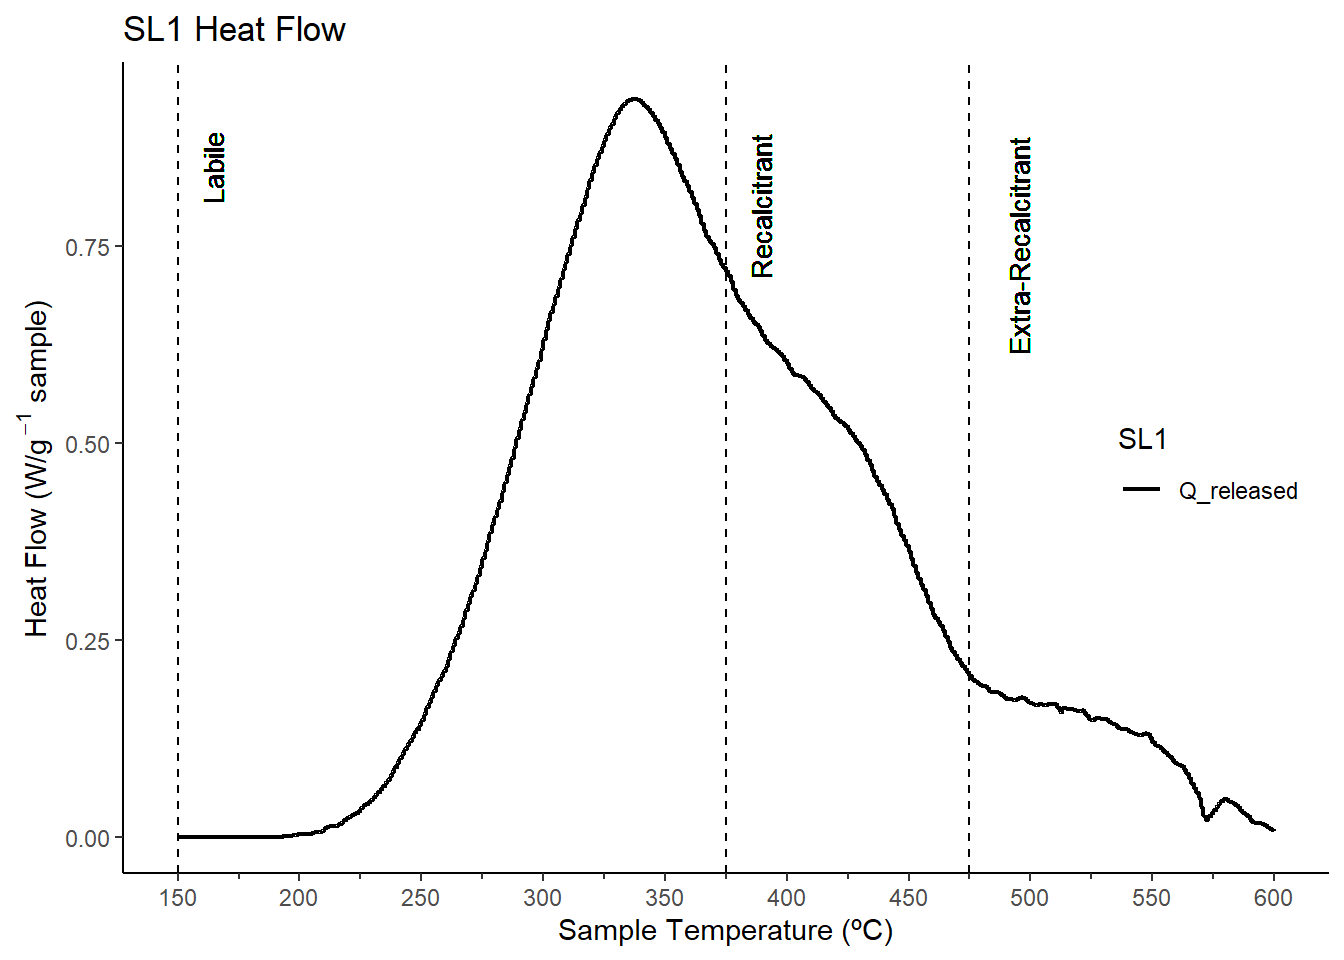 SL1 Heat Flow
Labile
Recalcitrant
Extra-Recalcitrant
Heat Flow (W/g⁻¹ sample)
0.75
0.50
0.25
0.00
SL1
Q_released
150 200 250 300 350 400 450 500 550 600
Sample Temperature (ºC)